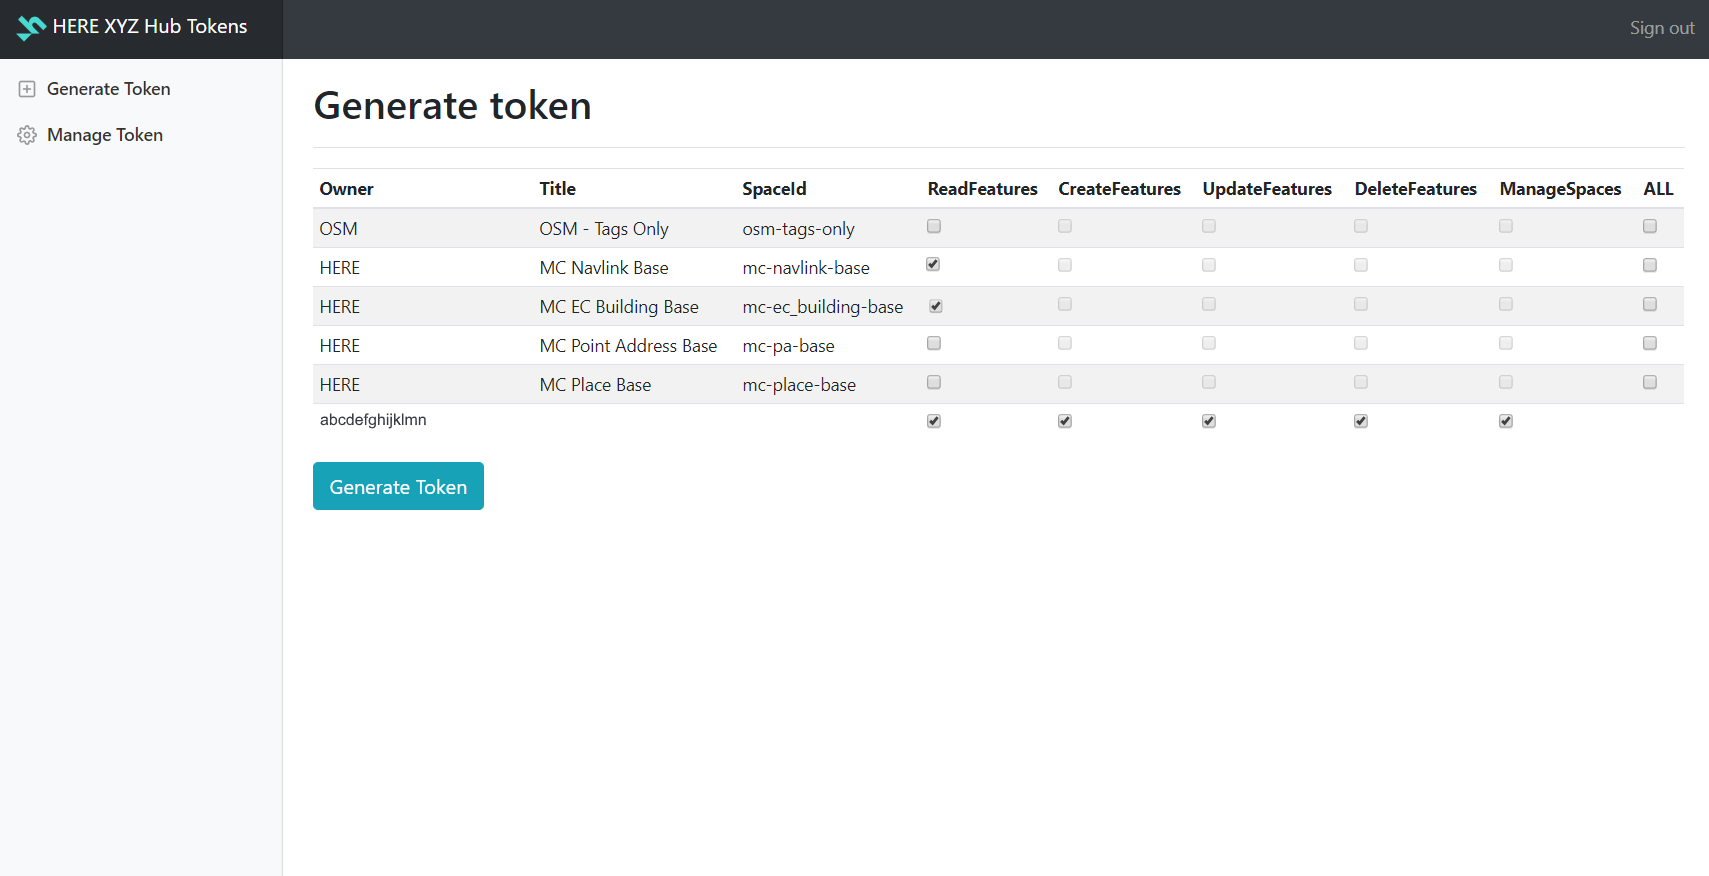 HERE XYZ Hub Tokens
Sign out
Generate Token
Manage Token
Generate token
Owner Title SpaceId ReadFeatures CreateFeatures UpdateFeatures DeleteFeatures ManageSpaces ALL
OSM OSM - Tags Only osm-tags-only
HERE MC Navlink Base mc-navlink-base
HERE MC EC Building Base mc-ec_building-base
HERE MC Point Address Base mc-pa-base
HERE MC Place Base mc-place-base
abcdefghijklmn
Generate Token